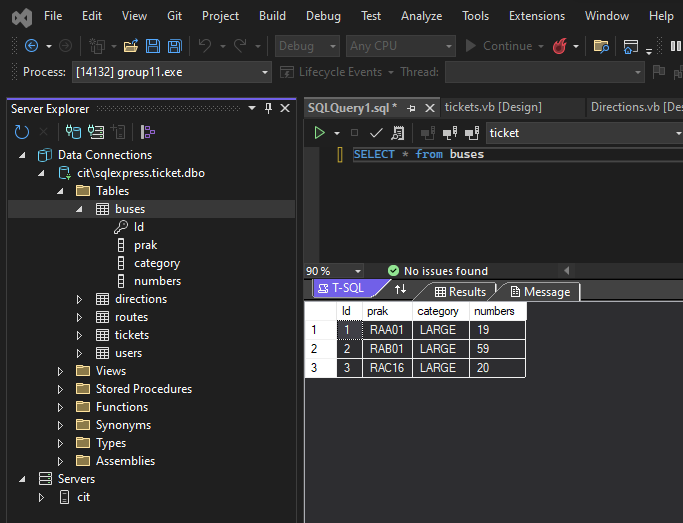 File Edit View Git Project Build Debug Test Analyze Tools Extensions Window Help
Debug Any CPU Continue
Process: [14132] group11.exe Lifecycle Events Thread:
Server Explorer
SQLQuery1.sql * tickets.vb [Design] Directions.vb [Des
ticket
Data Connections
cit\sqlexpress.ticket.dbo
Tables
buses
Id
prak
category
numbers
directions
routes
tickets
users
Views
Stored Procedures
Functions
Synonyms
Types
Assemblies
Servers
cit
SELECT * from buses
90 % No issues found
T-SQL Results Message
Id prak category numbers
1 1 RAA01 LARGE 19
2 2 RAB01 LARGE 59
3 3 RAC16 LARGE 20